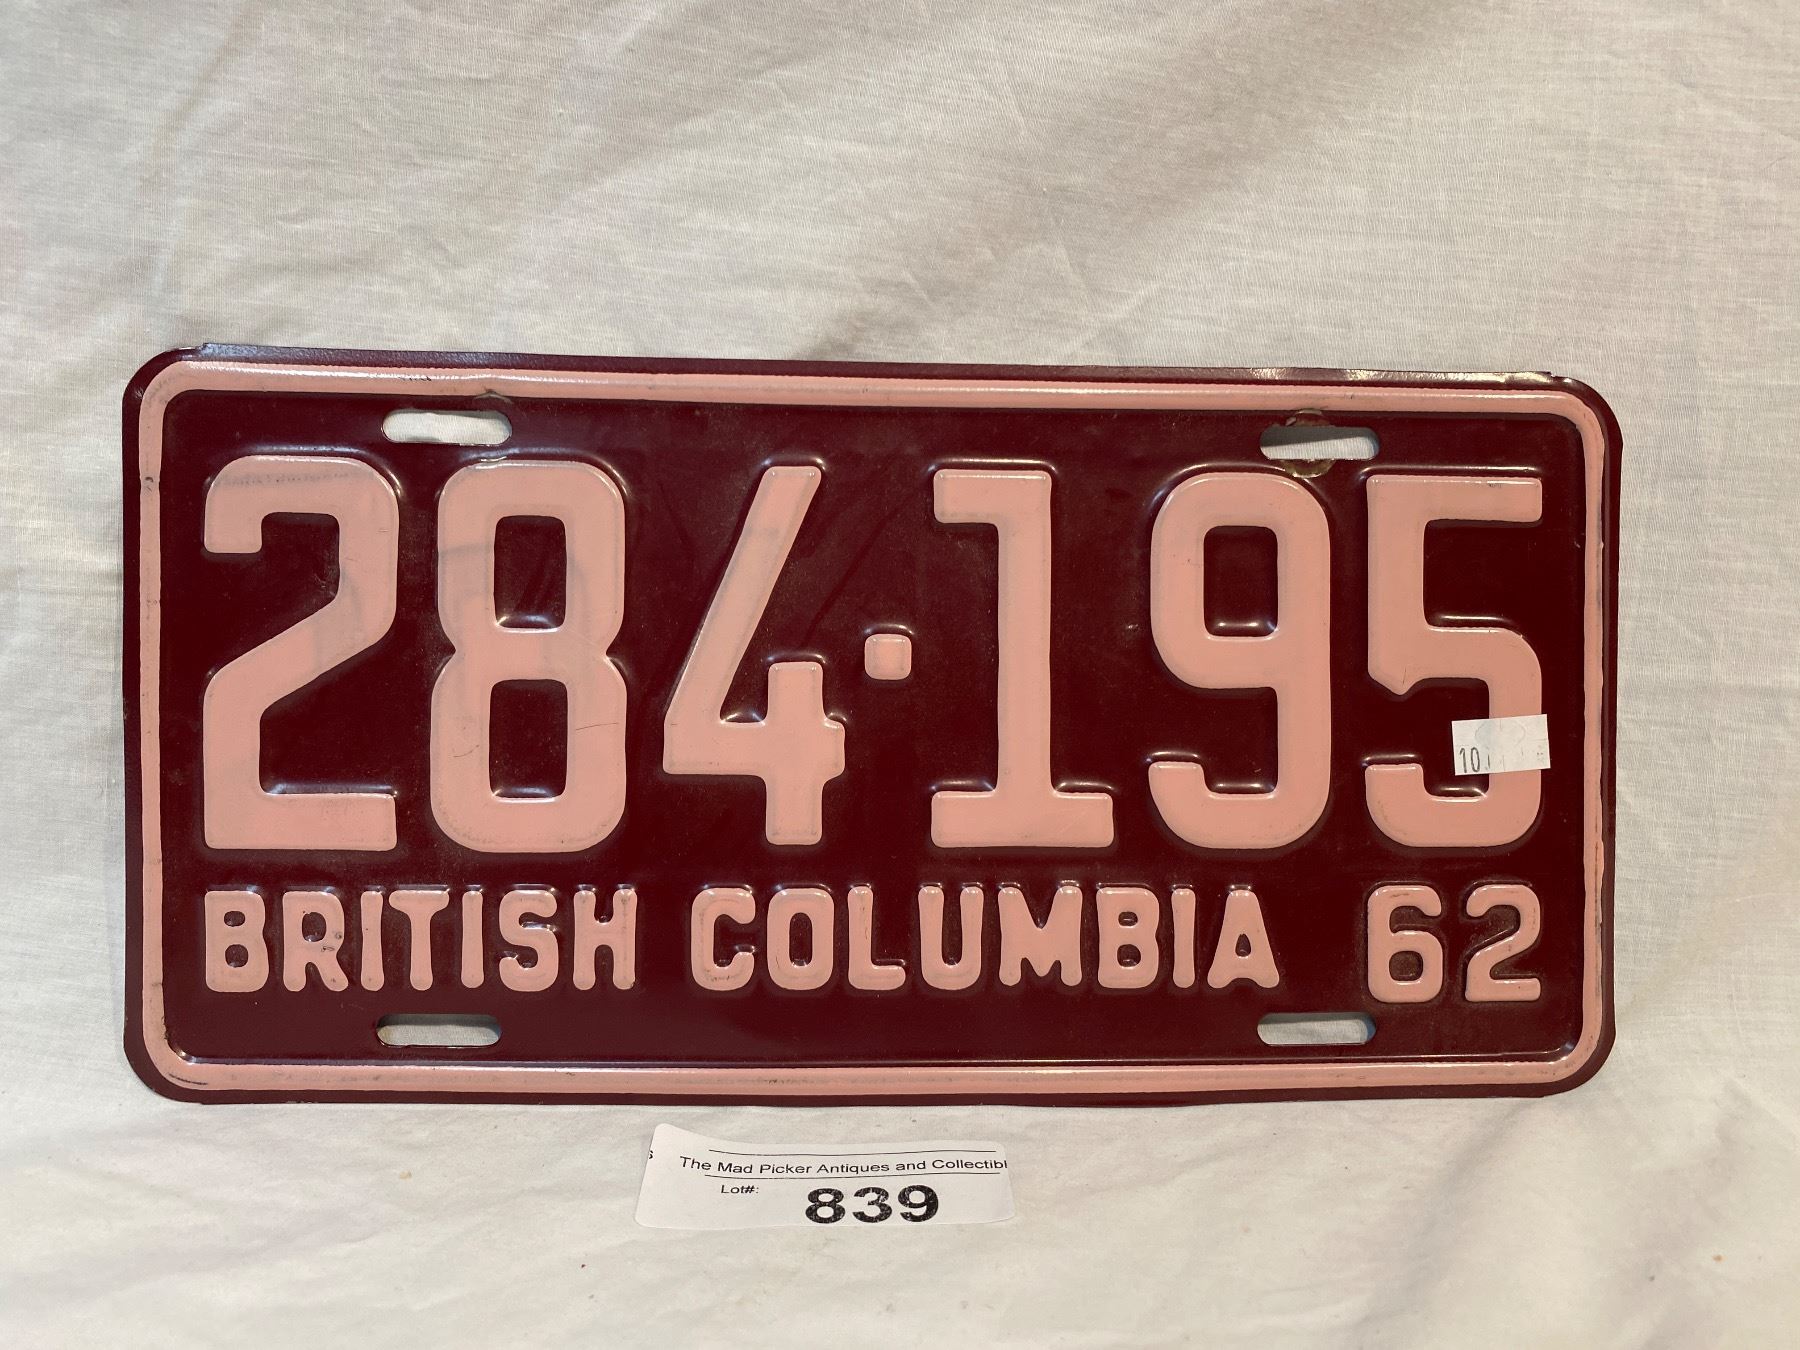 284·195
BRITISH COLUMBIA 62
The Mad Picker Antiques and Collectibl
Lot#: 839